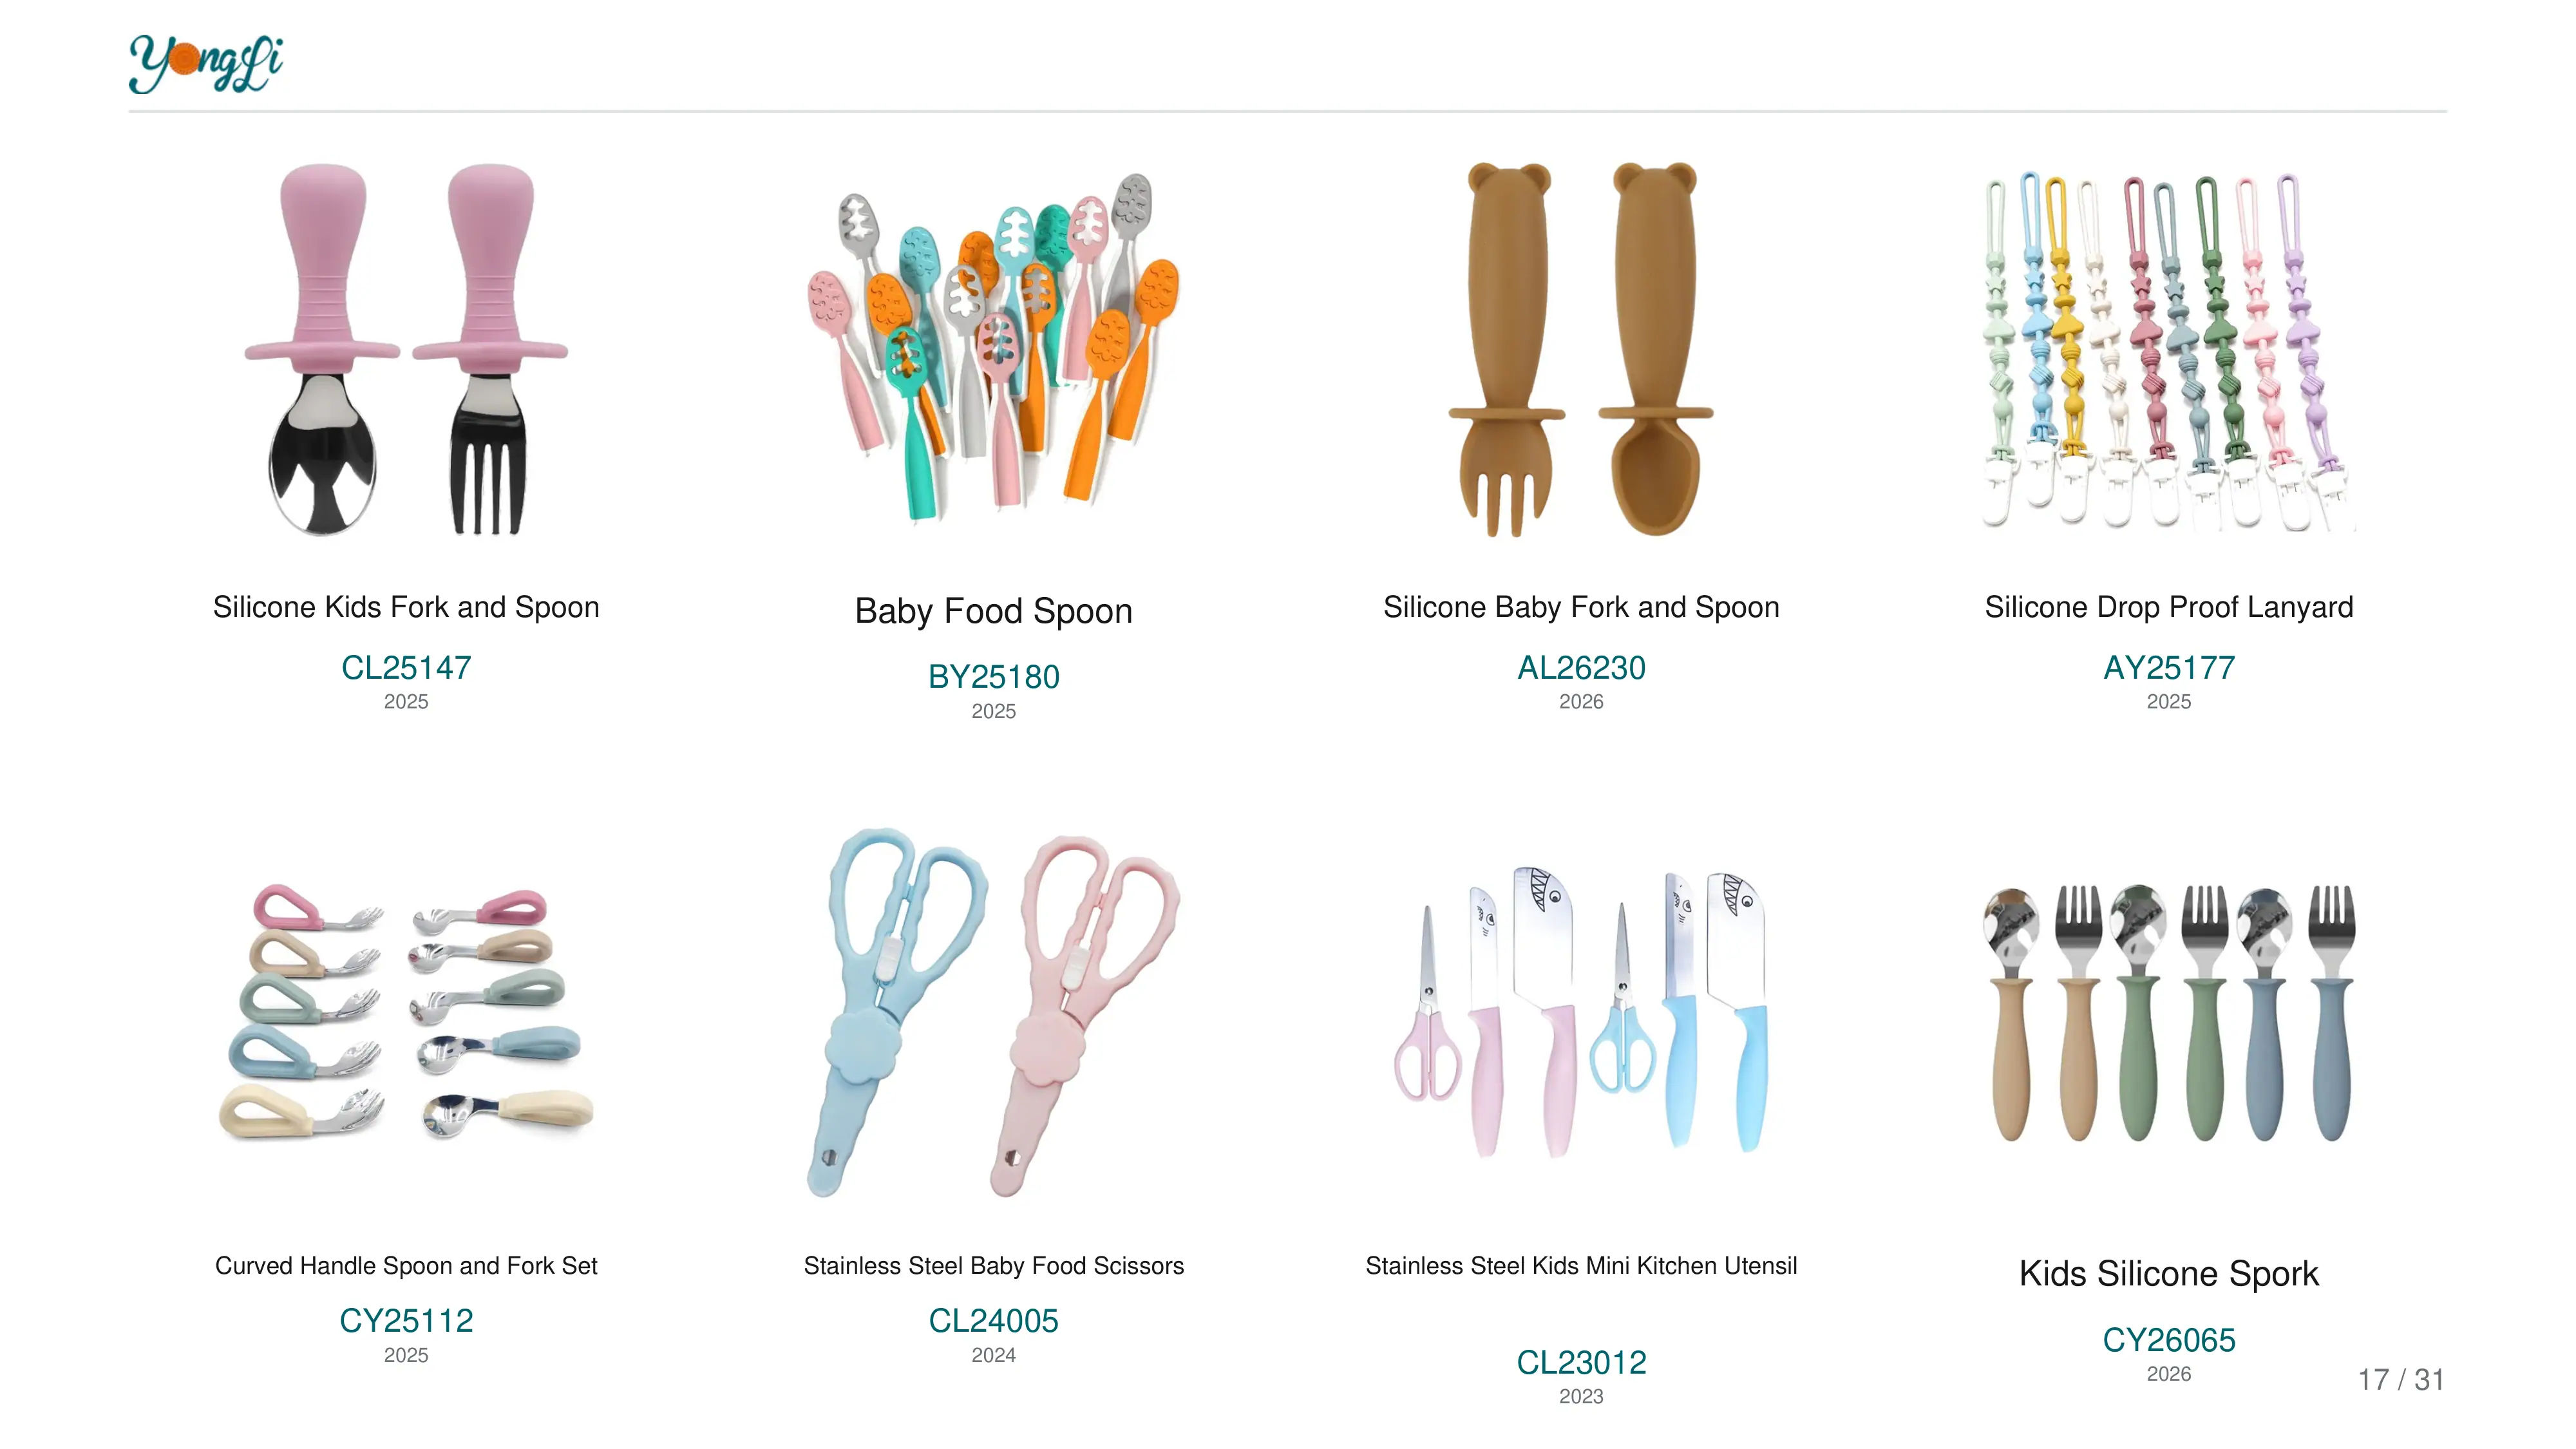 YongLi
Silicone Kids Fork and Spoon
CL25147
2025
Baby Food Spoon
BY25180
2025
Silicone Baby Fork and Spoon
AL26230
2026
Silicone Drop Proof Lanyard
AY25177
2025
Curved Handle Spoon and Fork Set
CY25112
2025
Stainless Steel Baby Food Scissors
CL24005
2024
Stainless Steel Kids Mini Kitchen Utensil
CL23012
2023
Kids Silicone Spork
CY26065
2026
17 / 31